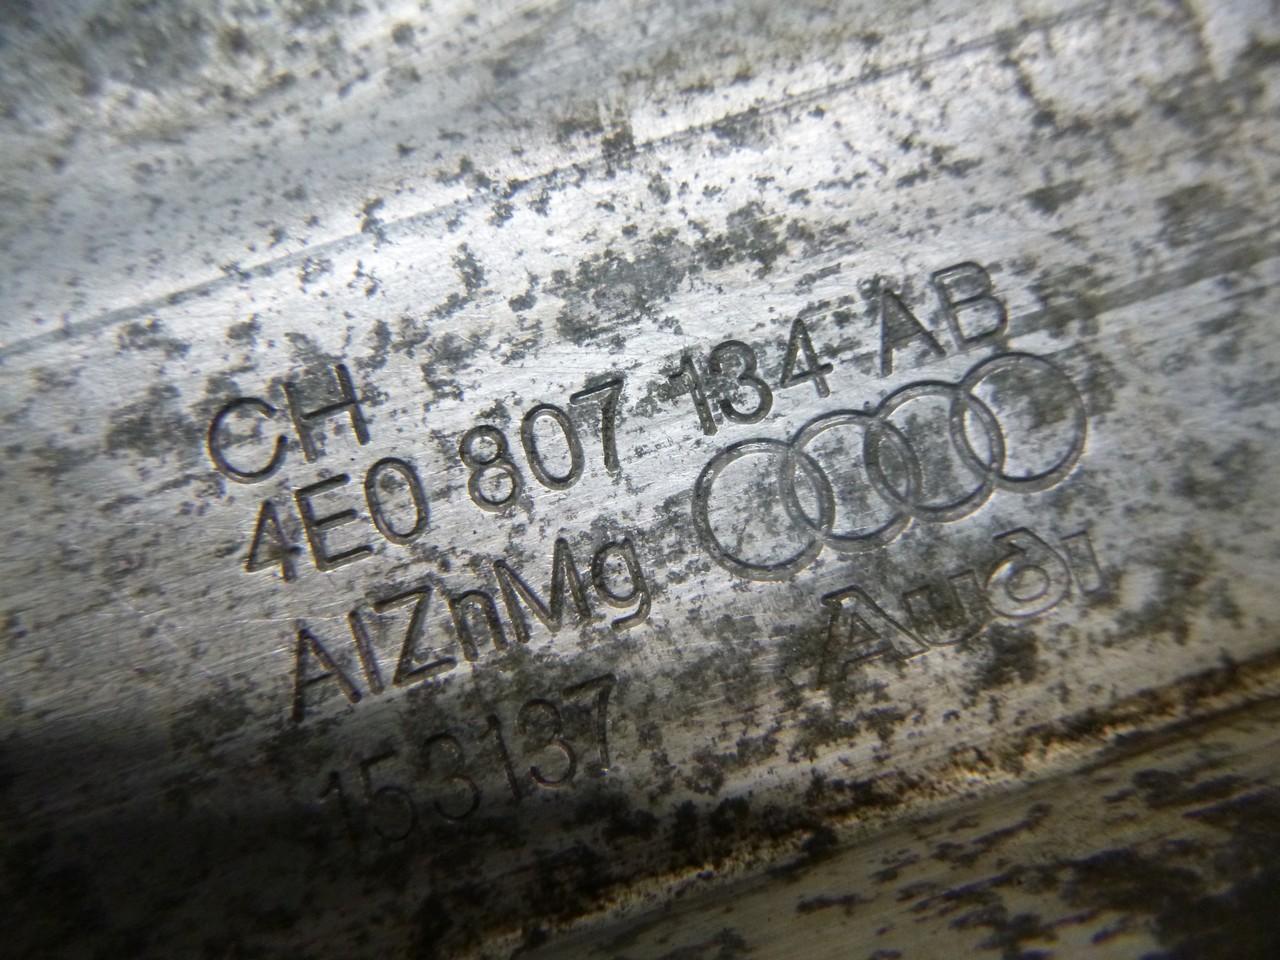 CH
4E0 807 134 AB
AlZnMg
Audi
153137